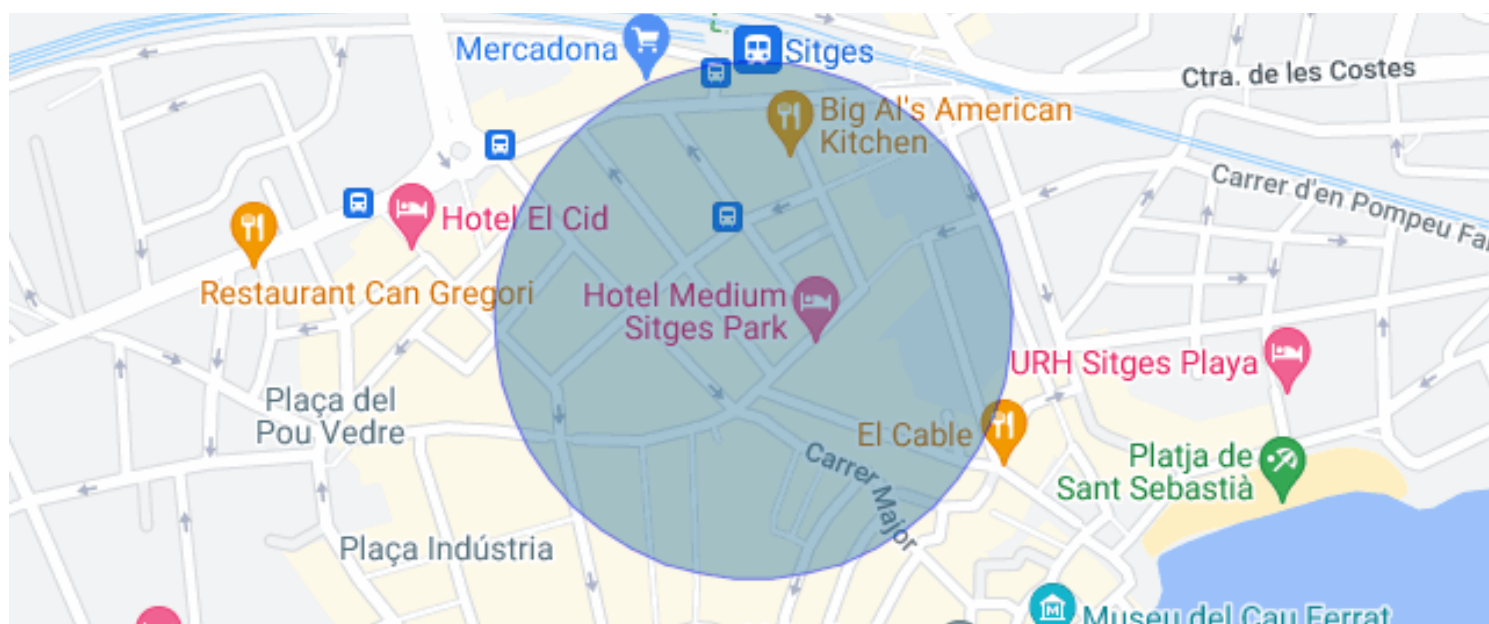 Mercadona
Sitges
Ctra. de les Costes
Big Al's American
Kitchen
Carrer d'en Pompeu Fa
Hotel El Cid
Restaurant Can Gregori
Hotel Medium
Sitges Park
URH Sitges Playa
Plaça del
Pou Vedre
El Cable
Carrer Major
Platja de
Sant Sebastià
Plaça Indústria
Museu del Cau Ferrat